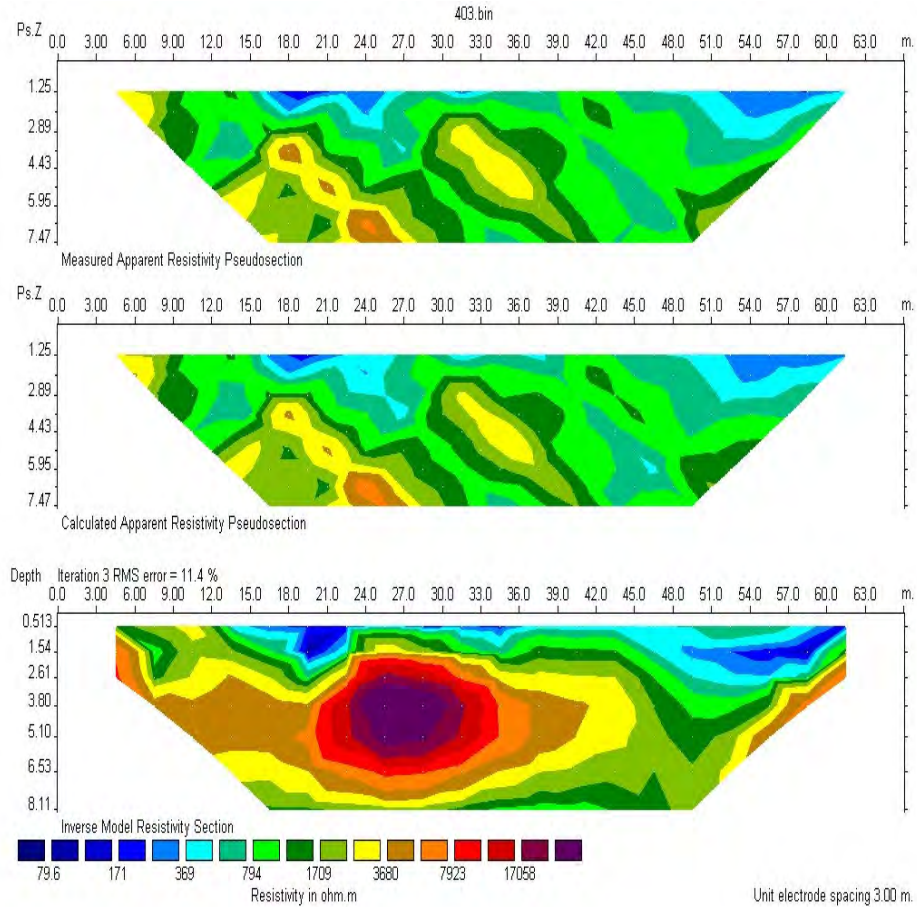 403.bin
Ps.Z 0.0 3.00 6.00 9.00 12.0 15.0 18.0 21.0 24.0 27.0 30.0 33.0 36.0 39.0 42.0 45.0 48.0 51.0 54.0 57.0 60.0 63.0 m.
1.25
2.89
4.43
5.95
7.47
Measured Apparent Resistivity Pseudosection
Ps.Z 0.0 3.00 6.00 9.00 12.0 15.0 18.0 21.0 24.0 27.0 30.0 33.0 36.0 39.0 42.0 45.0 48.0 51.0 54.0 57.0 60.0 63.0 m.
1.25
2.89
4.43
5.95
7.47
Calculated Apparent Resistivity Pseudosection
Depth Iteration 3 RMS error = 11.4 %
0.0 3.00 6.00 9.00 12.0 15.0 18.0 21.0 24.0 27.0 30.0 33.0 36.0 39.0 42.0 45.0 48.0 51.0 54.0 57.0 60.0 63.0 m.
0.513
1.54
2.61
3.80
5.10
6.53
8.11
Inverse Model Resistivity Section
79.6 171 369 794 1709 3680 7923 17058
Resistivity in ohm.m Unit electrode spacing 3.00 m.